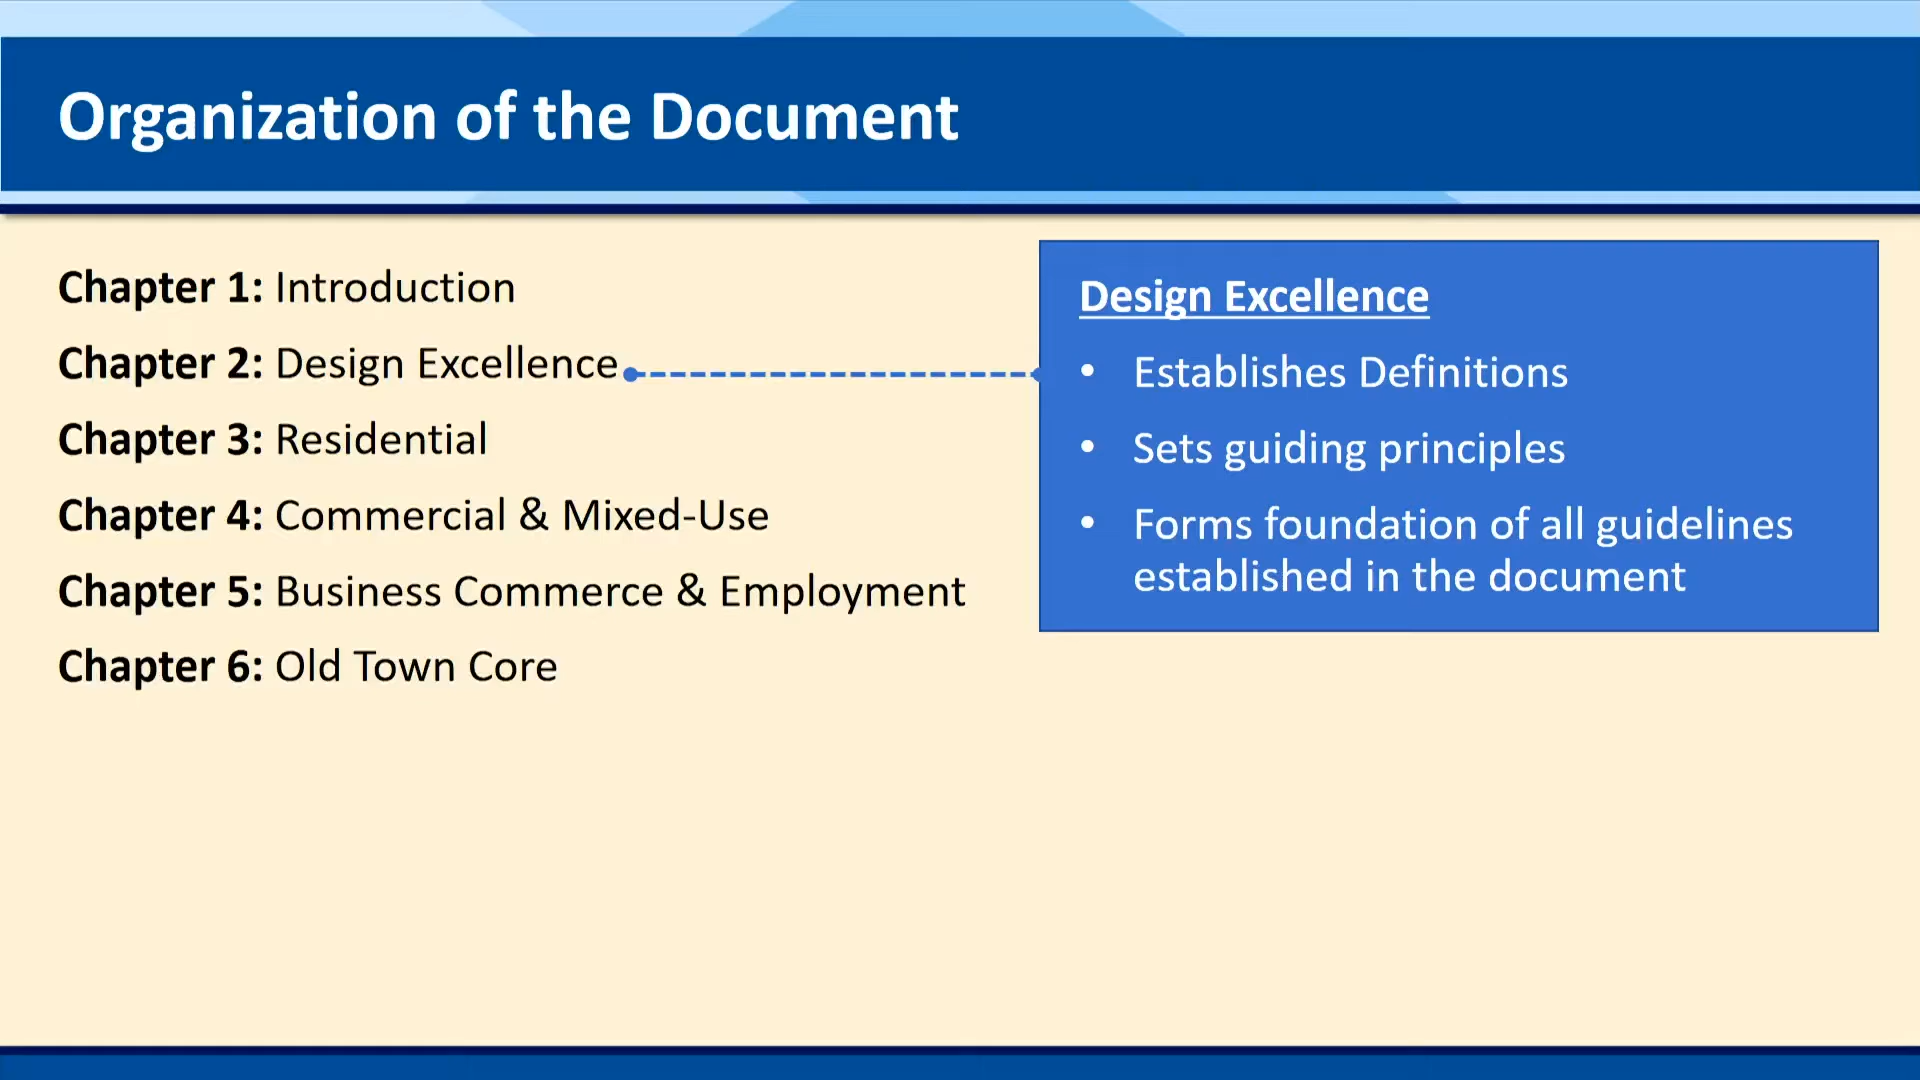 Organization of the Document
Chapter 1: Introduction
Chapter 2: Design Excellence
Chapter 3: Residential
Chapter 4: Commercial & Mixed-Use
Chapter 5: Business Commerce & Employment
Chapter 6: Old Town Core
Design Excellence
• Establishes Definitions
• Sets guiding principles
• Forms foundation of all guidelines
established in the document